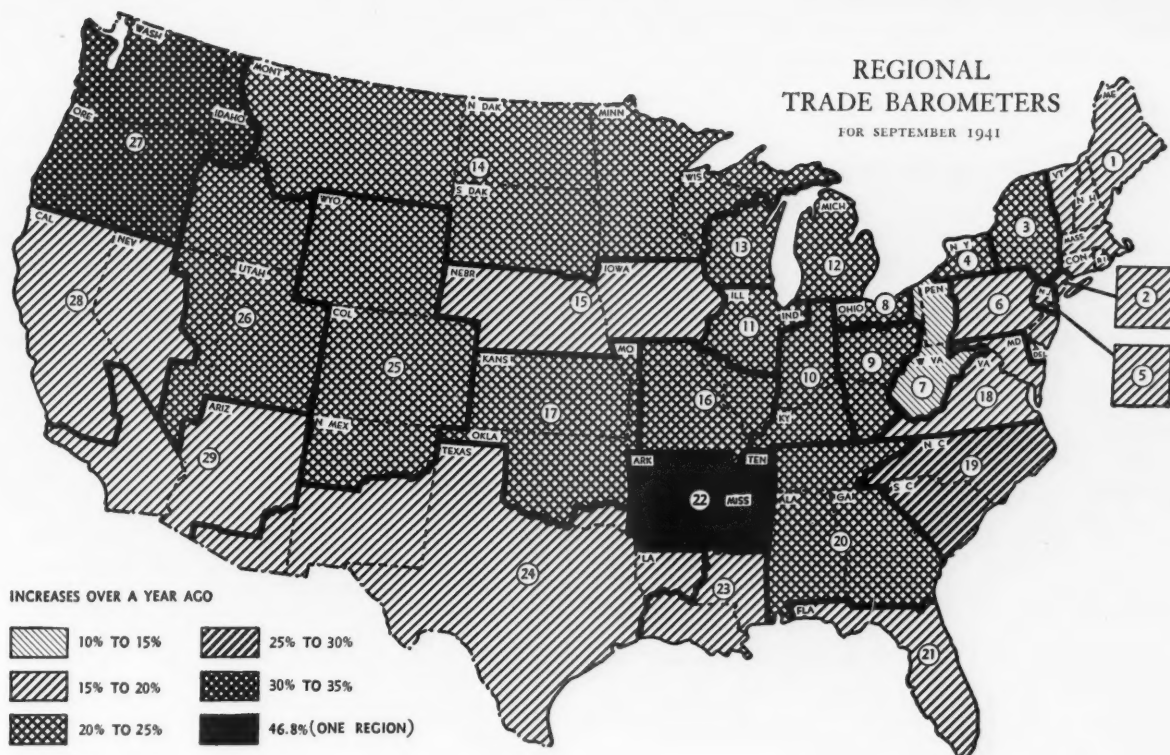 REGIONAL
TRADE BAROMETERS
FOR SEPTEMBER 1941
WASH
MONT
N DAK
MINN
ME
ORE
IDAHO
27
14
1
VT
S DAK
WIS
N H
WYO
MICH
3
CAL
NEV
13
N Y
4
MASS
CON
R I
UTAH
NEBR
IOWA
12
2
28
15
ILL
IND
OHIO
8
PEN
6
N J
26
COL
11
MD
DEL
25
KANS
MO
9
W VA
VA
5
10
7
16
18
17
KY
ARIZ
N MEX
OKLA
N C
29
TEXAS
ARK
TEN
19
S C
22
MISS
ALA
GA
20
LA
24
23
FLA
21
INCREASES OVER A YEAR AGO
10% TO 15%
25% TO 30%
15% TO 20%
30% TO 35%
20% TO 25%
46.8% (ONE REGION)